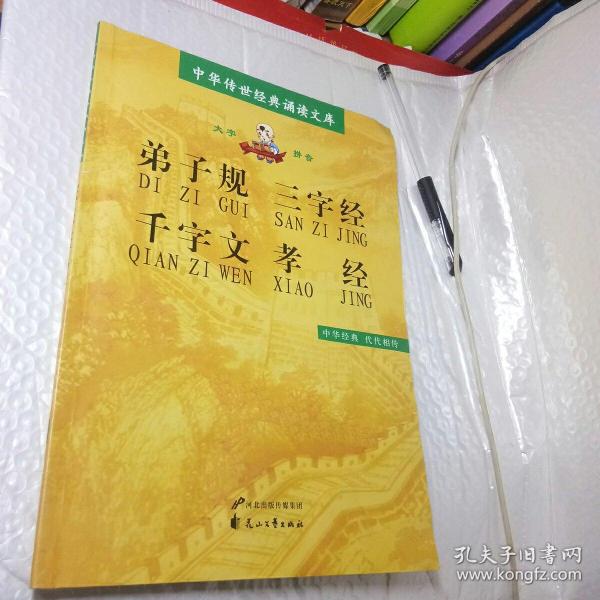 中华传世经典诵读文库
大字 拼音
弟子规 三字经
DI ZI GUI SAN ZI JING
千字文 孝经
QIAN ZI WEN XIAO JING
中华经典 代代相传
河北出版传媒集团
花山文艺出版社
孔夫子旧书网
www.kongfz.com